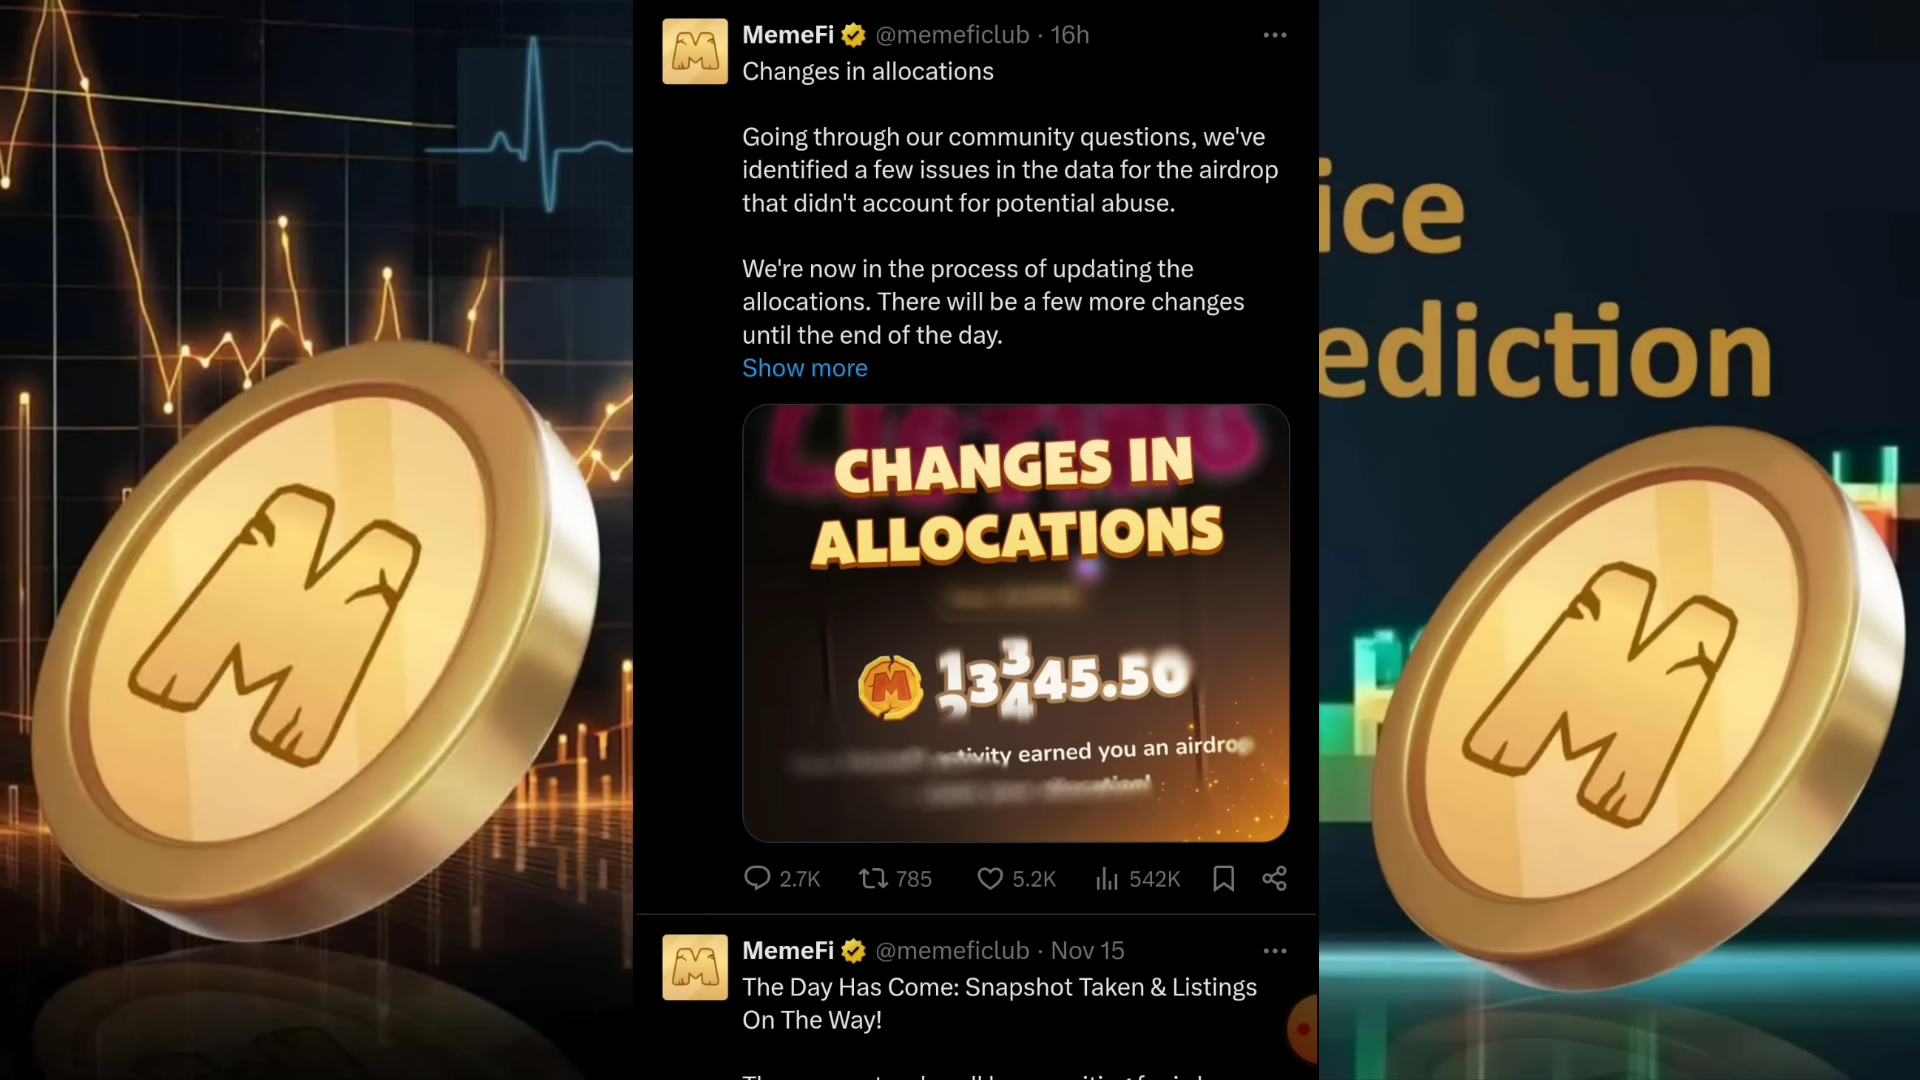 MemeFi @memeficlub · 16h
Changes in allocations
Going through our community questions, we've
identified a few issues in the data for the airdrop
that didn't account for potential abuse.
We're now in the process of updating the
allocations. There will be a few more changes
until the end of the day.
Show more
CHANGES IN
ALLOCATIONS
45.50
earned you an airdrop
2.7K 785 5.2K 542K
MemeFi @memeficlub · Nov 15
The Day Has Come: Snapshot Taken & Listings
On The Way!
ice
ediction